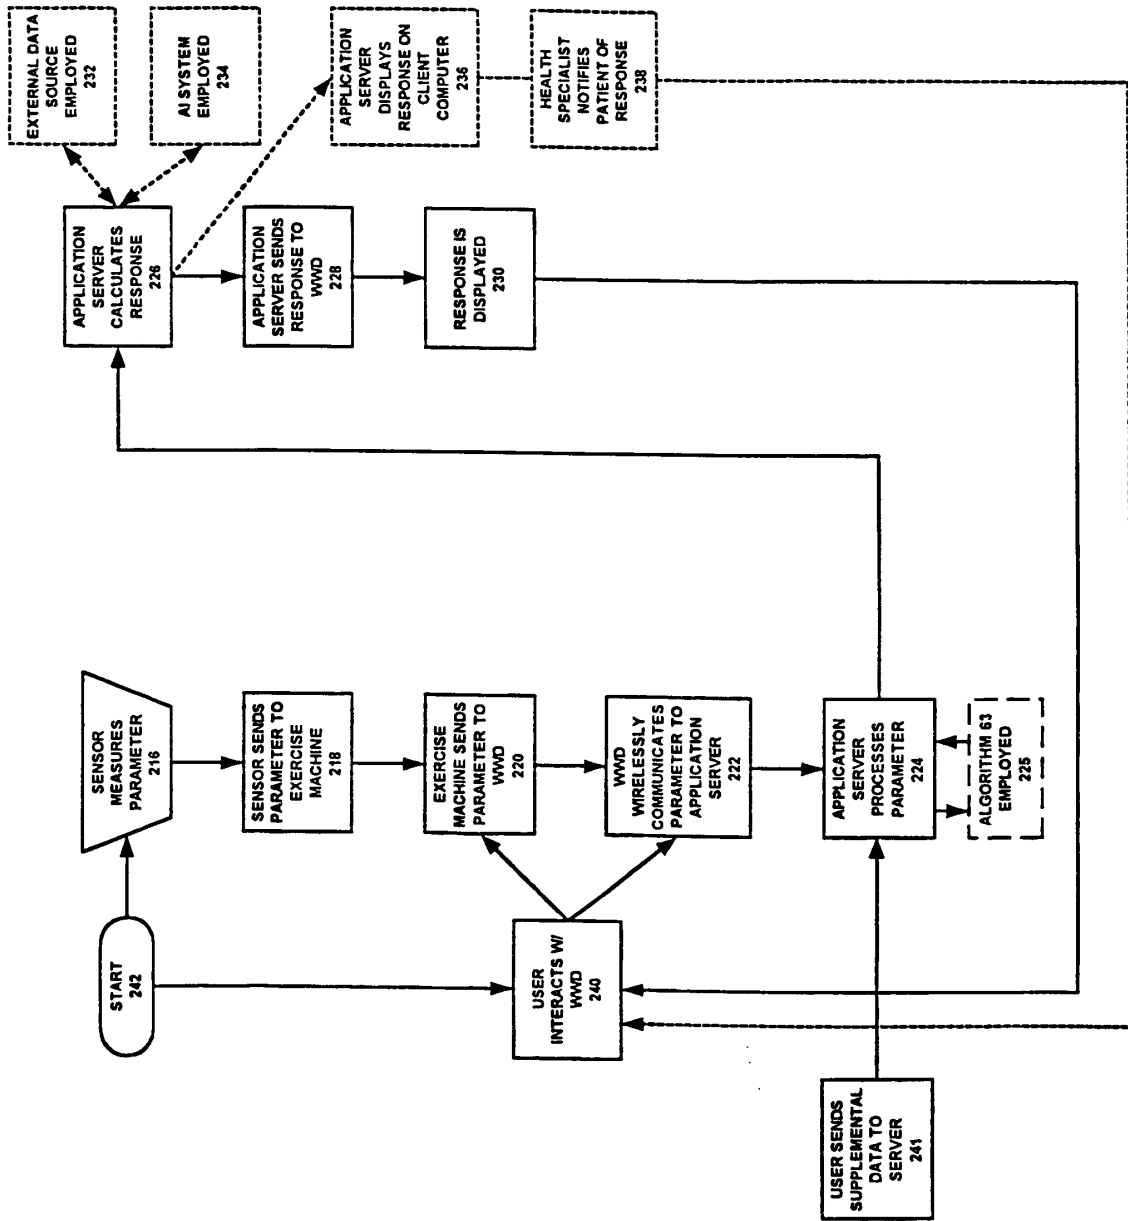 START
242
SENSOR
MEASURES
PARAMETER
216
SENSOR SENDS
PARAMETER TO
EXERCISE
MACHINE
218
EXERCISE
MACHINE SENDS
PARAMETER TO
WWD
220
WWD
WIRELESSLY
COMMUNICATES
PARAMETER TO
APPLICATION
SERVER
222
APPLICATION
SERVER
PROCESSES
PARAMETER
224
ALGORITHM 63
EMPLOYED
225
USER
INTERACTS W/
WWD
240
USER SENDS
SUPPLEMENTAL
DATA TO
SERVER
241
APPLICATION
SERVER
CALCULATES
RESPONSE
226
APPLICATION
SERVER SENDS
RESPONSE TO
WWD
228
RESPONSE IS
DISPLAYED
230
EXTERNAL DATA
SOURCE
EMPLOYED
232
AI SYSTEM
EMPLOYED
234
APPLICATION
SERVER
DISPLAYS
RESPONSE ON
CLIENT
COMPUTER
236
HEALTH
SPECIALIST
NOTIFIES
PATIENT OF
RESPONSE
238